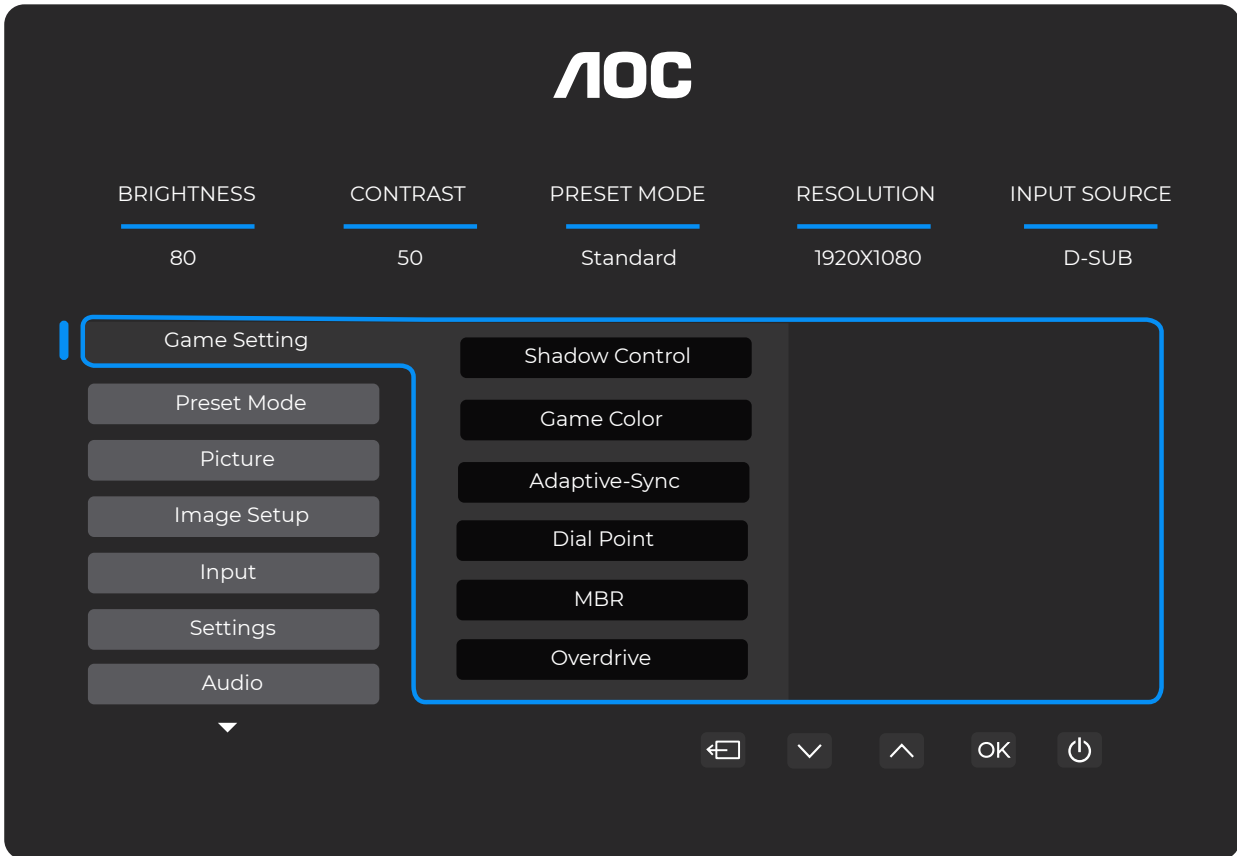 AOC
BRIGHTNESS CONTRAST PRESET MODE RESOLUTION INPUT SOURCE
80 50 Standard 1920X1080 D-SUB
Game Setting
Preset Mode
Picture
Image Setup
Input
Settings
Audio
Shadow Control
Game Color
Adaptive-Sync
Dial Point
MBR
Overdrive
OK